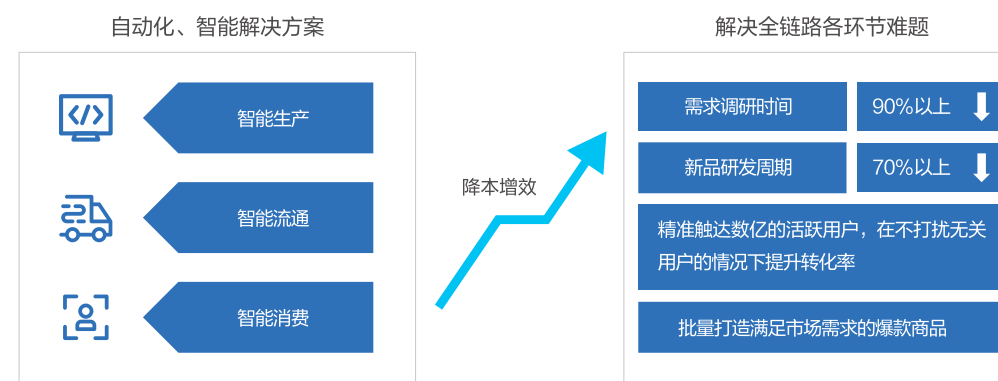 自动化、智能解决方案
智能生产
智能流通
智能消费
降本增效
解决全链路各环节难题
需求调研时间
90%以上
新品研发周期
70%以上
精准触达数亿的活跃用户，在不打扰无关
用户的情况下提升转化率
批量打造满足市场需求的爆款商品